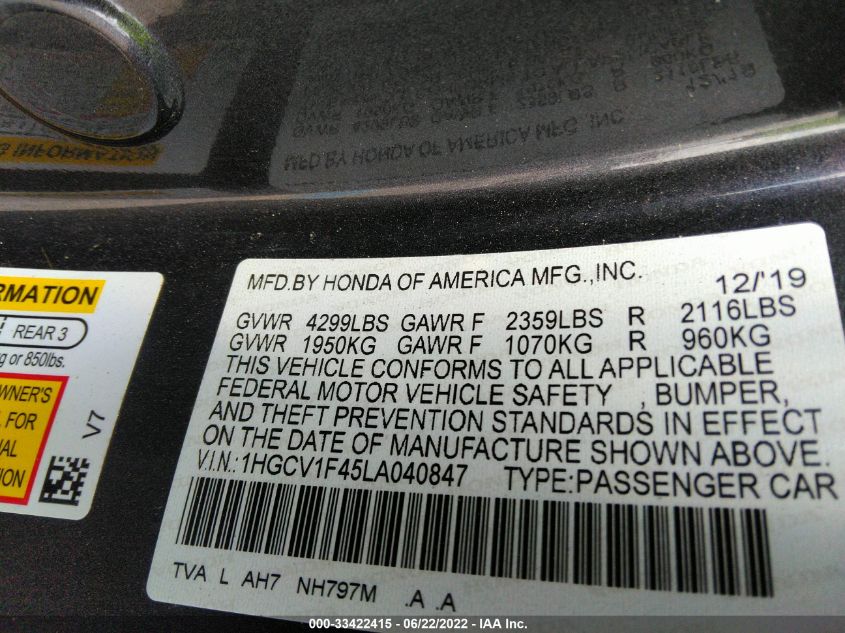 MFD.BY HONDA OF AMERICA MFG.,INC. 12/'19
GVWR 4299LBS GAWR F 2359LBS R 2116LBS
GVWR 1950KG GAWR F 1070KG R 960KG
THIS VEHICLE CONFORMS TO ALL APPLICABLE
FEDERAL MOTOR VEHICLE SAFETY , BUMPER,
AND THEFT PREVENTION STANDARDS IN EFFECT
ON THE DATE OF MANUFACTURE SHOWN ABOVE.
V.I.N.:1HGCV1F45LA040847 TYPE:PASSENGER CAR
TVA L AH7 NH797M .A .A
REAR 3
or 850lbs.
OWNER'S
FOR
V7
000-33422415 - 06/22/2022 - IAA Inc.